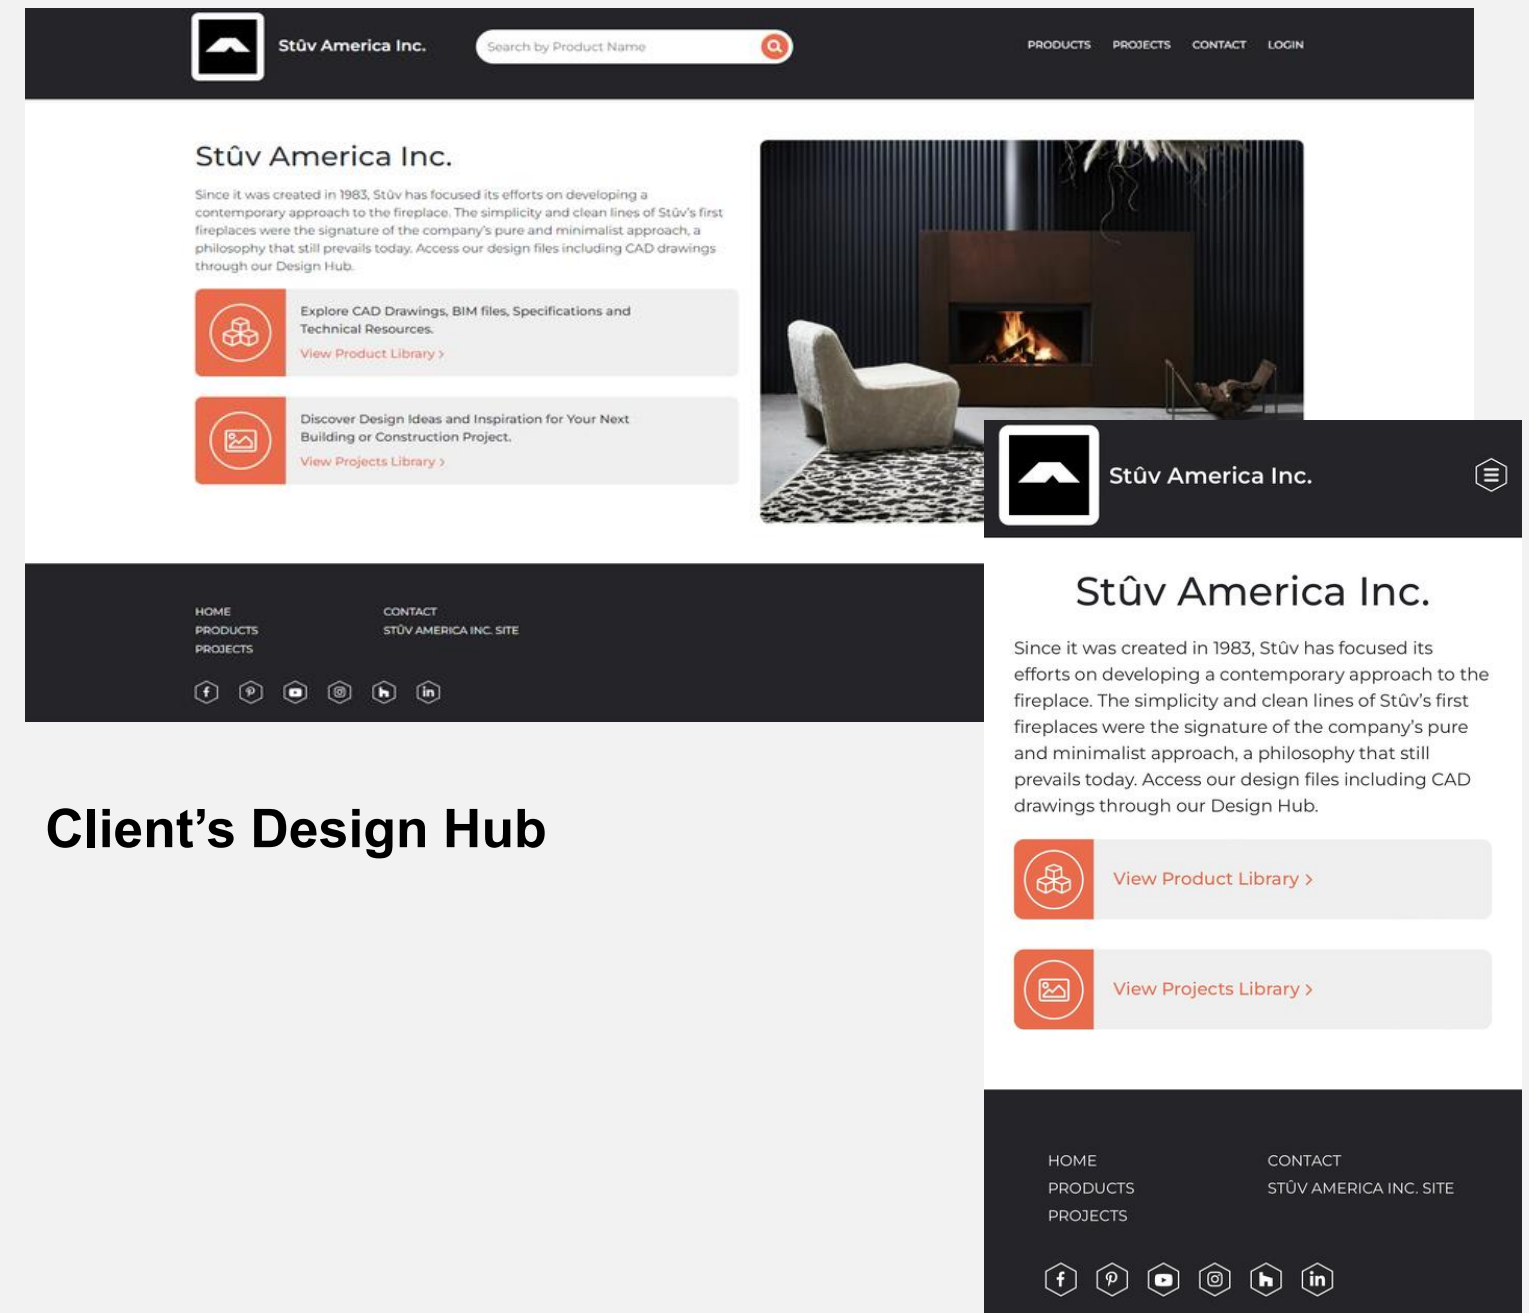 Stûv America Inc.
Search by Product Name
PRODUCTS PROJECTS CONTACT LOGIN
Stûv America Inc.
Since it was created in 1983, Stûv has focused its efforts on developing a
contemporary approach to the fireplace. The simplicity and clean lines of Stûv's first
fireplaces were the signature of the company's pure and minimalist approach, a
philosophy that still prevails today. Access our design files including CAD drawings
through our Design Hub.
Explore CAD Drawings, BIM files, Specifications and
Technical Resources.
View Product Library >
Discover Design Ideas and Inspiration for Your Next
Building or Construction Project.
View Projects Library >
HOME
PRODUCTS
PROJECTS
CONTACT
STÛV AMERICA INC. SITE
Client’s Design Hub
Stûv America Inc.
Stûv America Inc.
Since it was created in 1983, Stûv has focused its
efforts on developing a contemporary approach to the
fireplace. The simplicity and clean lines of Stûv’s first
fireplaces were the signature of the company’s pure
and minimalist approach, a philosophy that still
prevails today. Access our design files including CAD
drawings through our Design Hub.
View Product Library >
View Projects Library >
HOME
PRODUCTS
PROJECTS
CONTACT
STÛV AMERICA INC. SITE